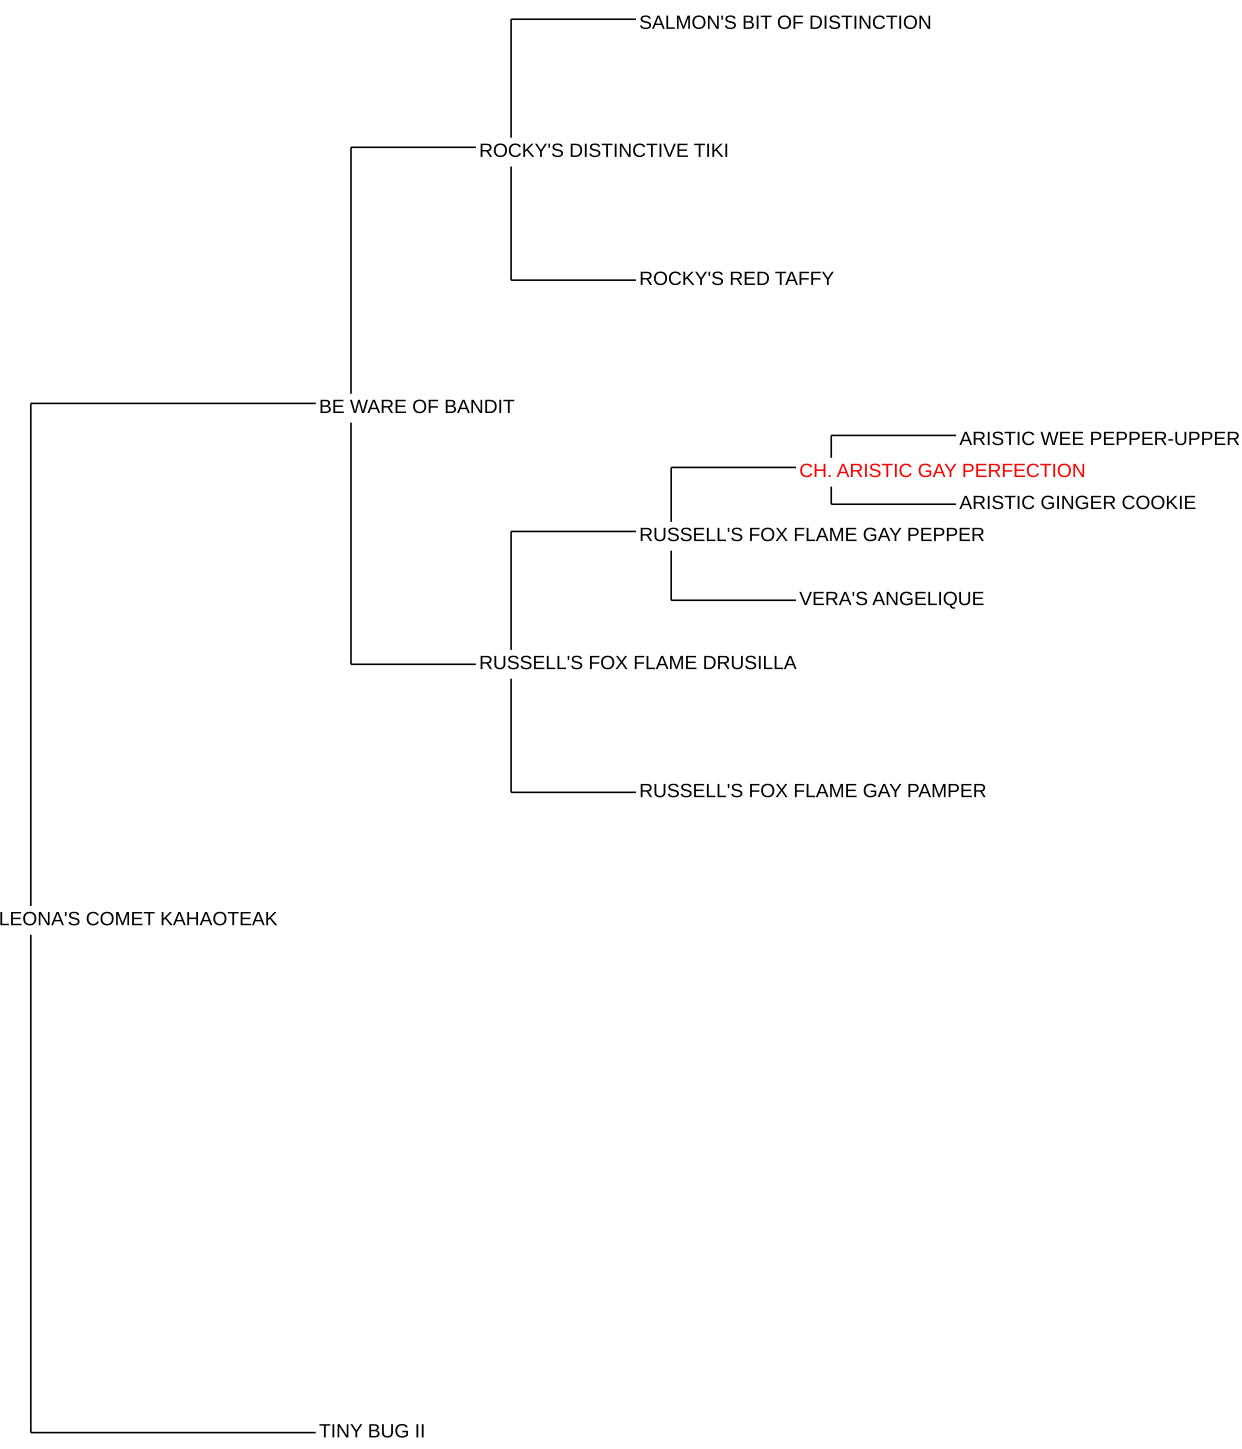 SALMON'S BIT OF DISTINCTION
ROCKY'S DISTINCTIVE TIKI
ROCKY'S RED TAFFY
BE WARE OF BANDIT
ARISTIC WEE PEPPER-UPPER
CH. ARISTIC GAY PERFECTION
ARISTIC GINGER COOKIE
RUSSELL'S FOX FLAME GAY PEPPER
VERA'S ANGELIQUE
RUSSELL'S FOX FLAME DRUSILLA
RUSSELL'S FOX FLAME GAY PAMPER
LEONA'S COMET KAHAOTEAK
TINY BUG II